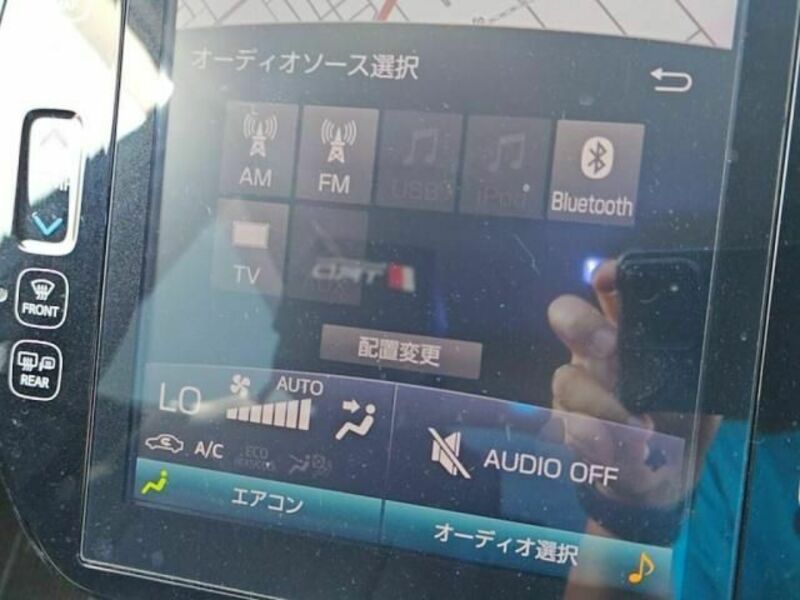 オーディオソース選択
AM
FM
USB
iPod
Bluetooth
TV
AUX
配置変更
FRONT
REAR
LO
AUTO
A/C
ECO
AUDIO OFF
エアコン
オーディオ選択